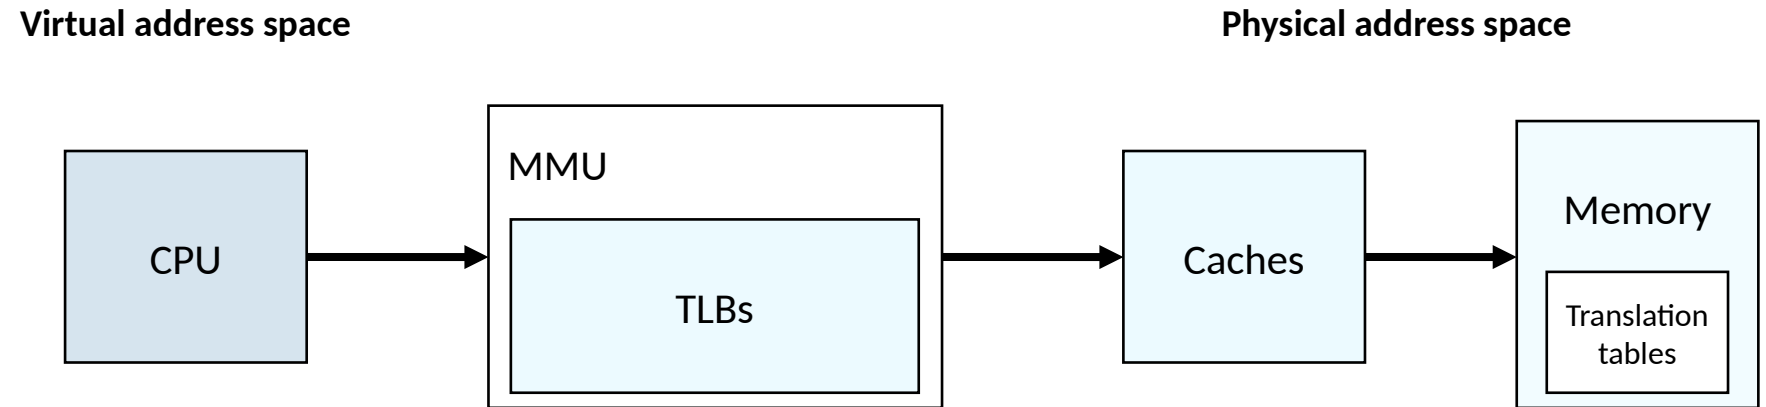 Virtual address space
Physical address space
MMU
CPU
TLBs
Caches
Memory
Translation
tables